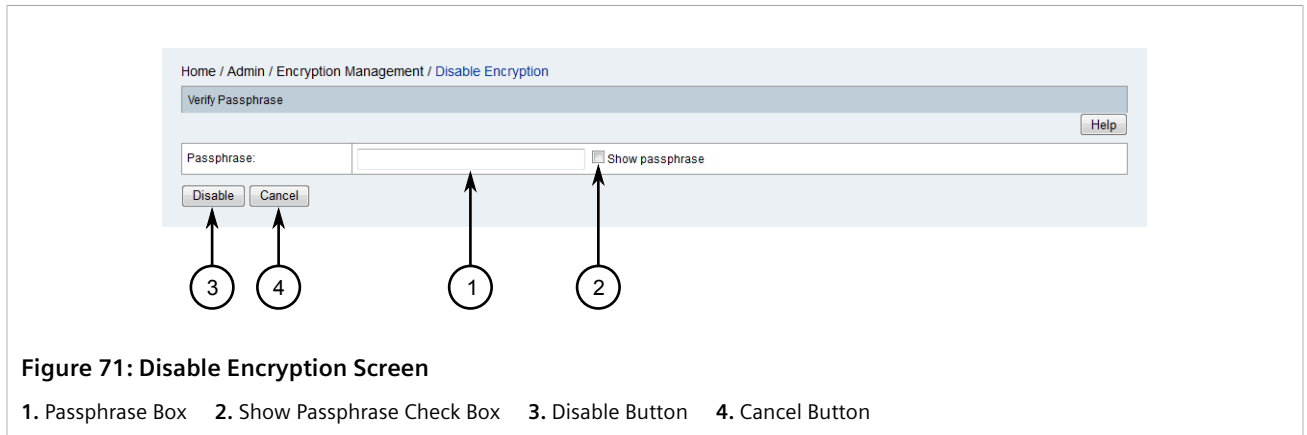 Home / Admin / Encryption Management / Disable Encryption
Verify Passphrase
Help
Passphrase:
Show passphrase
Disable Cancel
3 4 1 2
Figure 71: Disable Encryption Screen
1. Passphrase Box 2. Show Passphrase Check Box 3. Disable Button 4. Cancel Button